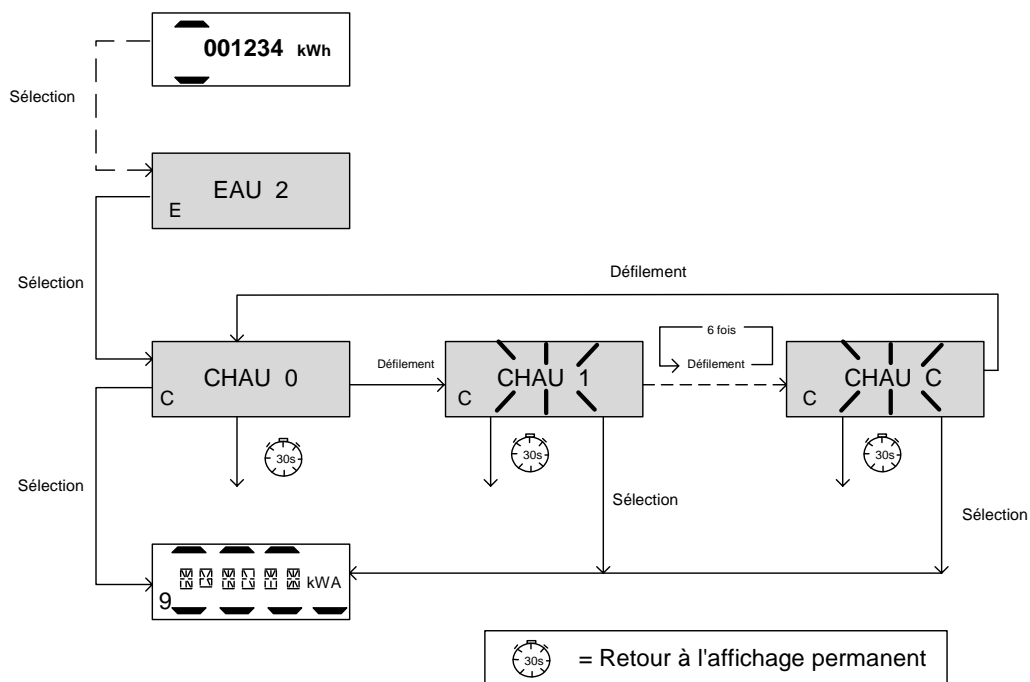 001234 kWh
Sélection
EAU 2
E
Sélection
Défilement
6 fois
CHAU 0
C
Défilement
CHAU 1
C
Défilement
CHAU C
C
30s
30s
30s
Sélection
Sélection
Sélection
kWA
9
30s = Retour à l'affichage permanent